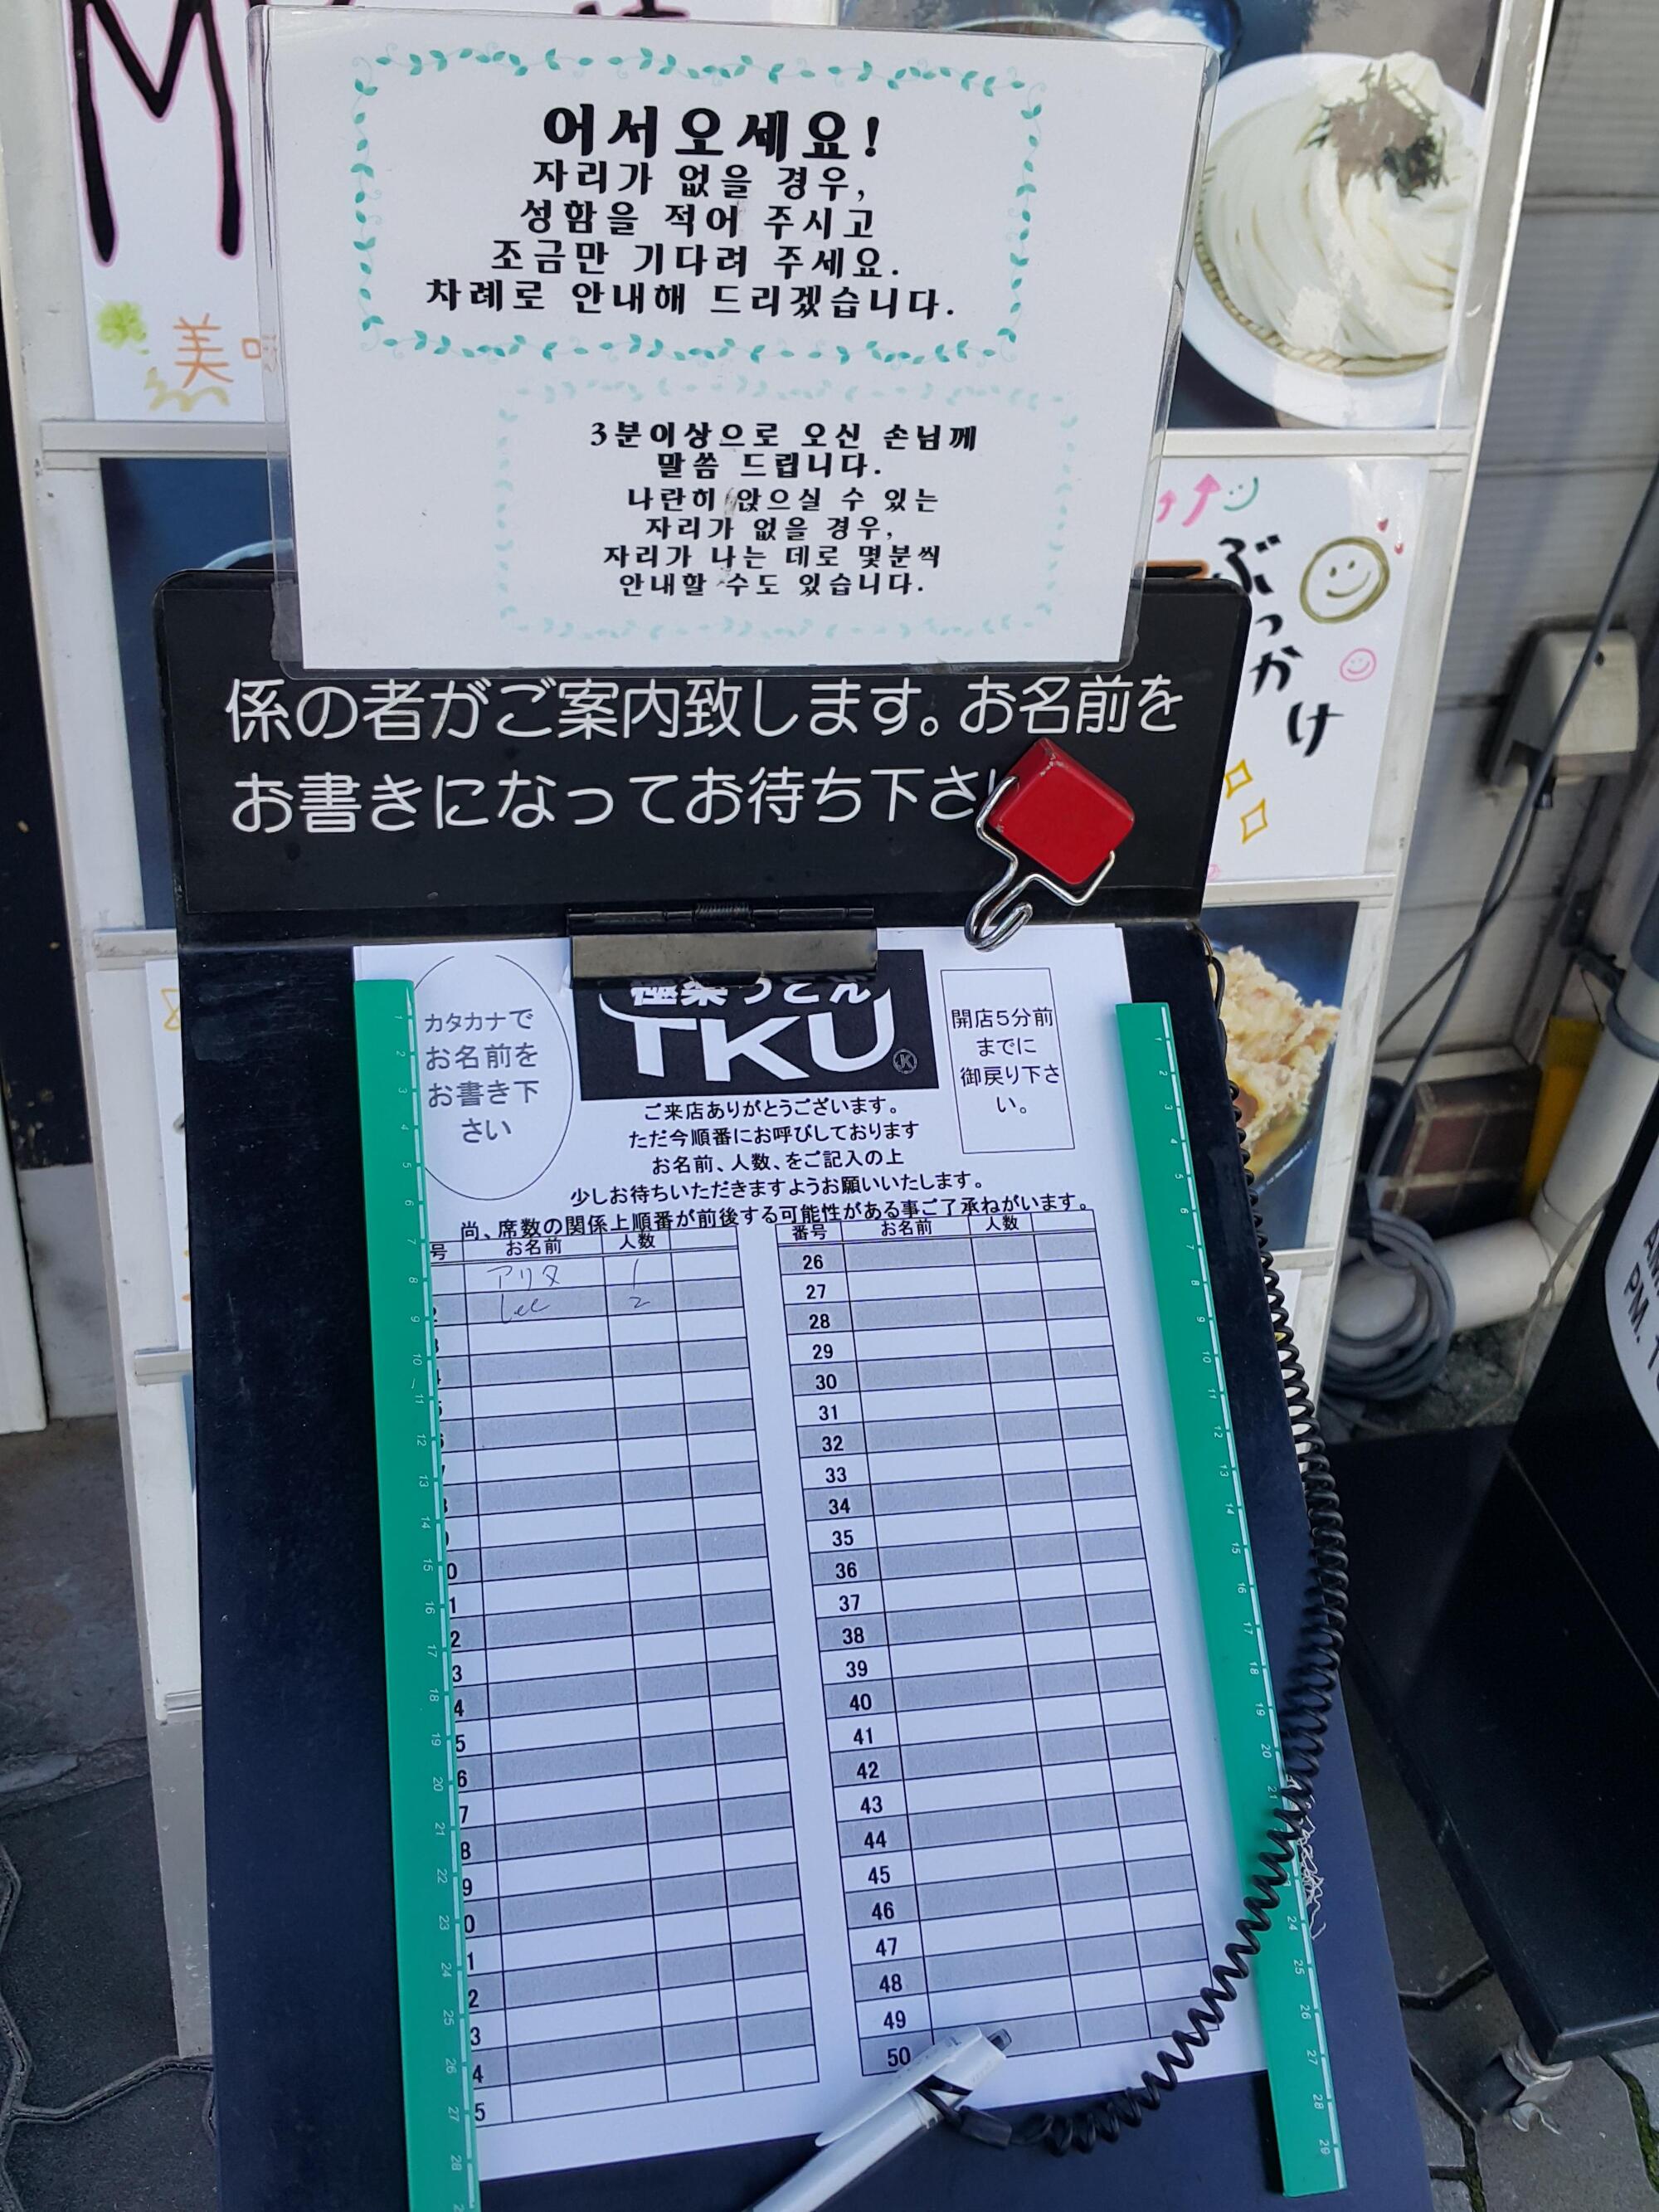 어서오세요!
자리가 없을 경우,
성함을 적어 주시고
조금만 기다려 주세요.
차례로 안내해 드리겠습니다.
3분이상으로 오신 손님께
말씀 드립니다.
나란히 앉으실 수 있는
자리가 없을 경우,
자리가 나는 데로 몇분씩
안내할 수도 있습니다.
美
ぶっかけ
係の者がご案内致します。お名前を
お書きになってお待ち下さ
カタカナで
お名前を
お書き下
さい
極楽うどん
TKU
開店5分前
までに
御戻り下さ
い。
ご来店ありがとうございます。
ただ今順番にお呼びしております
お名前、人数、をご記入の上
少しお待ちいただきますようお願いいたします。
尚、席数の関係上順番が前後する可能性がある事ご了承ねがいます。
号 お名前 人数
アリタ 1
2 Lee 2
番号 お名前 人数
26
27
28
29
30
31
32
33
34
35
36
37
38
39
40
41
42
43
44
45
46
47
48
49
50